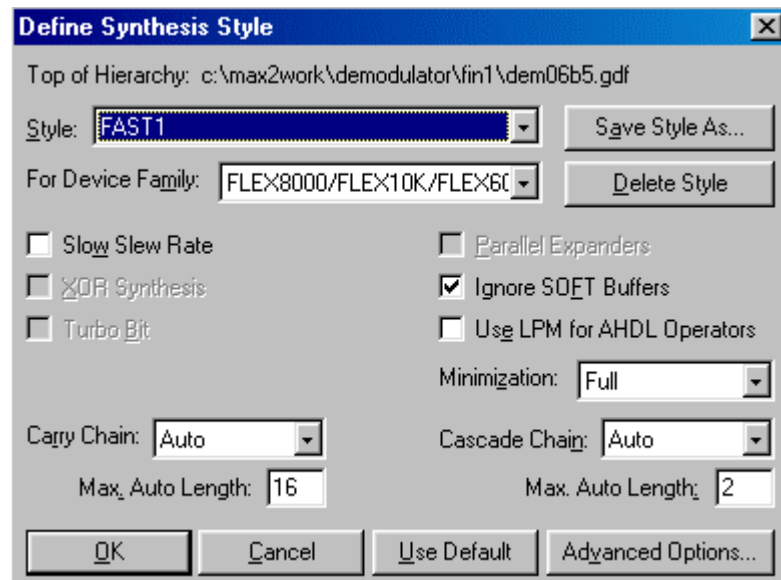 Define Synthesis Style
Top of Hierarchy: c:\max2work\demodulator\fin1\dem06b5.gdf
Style: FAST1 Save Style As...
For Device Family: FLEX8000/FLEX10K/FLEX6( Delete Style
Slow Slew Rate Parallel Expanders
XOR Synthesis Ignore SOFT Buffers
Turbo Bit Use LPM for AHDL Operators
Minimization: Full
Carry Chain: Auto Cascade Chain: Auto
Max. Auto Length: 16 Max. Auto Length: 2
OK Cancel Use Default Advanced Options...